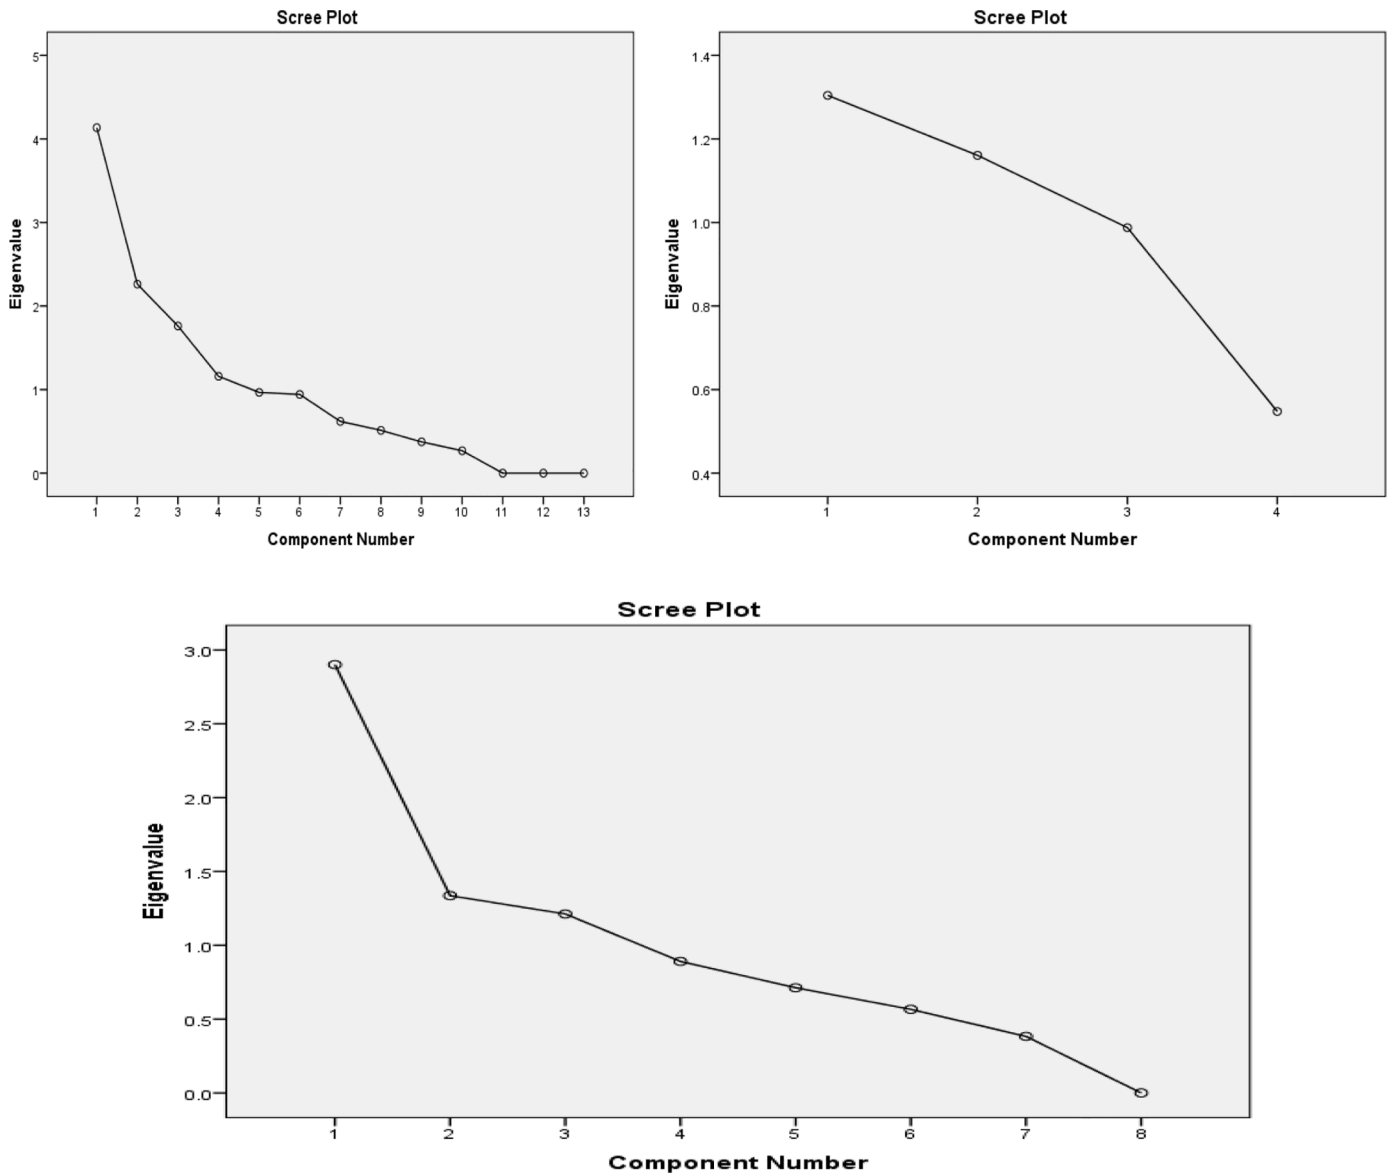 Scree Plot
Eigenvalue
5
4
3
2
1
0
1 2 3 4 5 6 7 8 9 10 11 12 13
Component Number
Scree Plot
Eigenvalue
1.4
1.2
1.0
0.8
0.6
0.4
1 2 3 4
Component Number
Scree Plot
Eigenvalue
3.0
2.5
2.0
1.5
1.0
0.5
0.0
1 2 3 4 5 6 7 8
Component Number